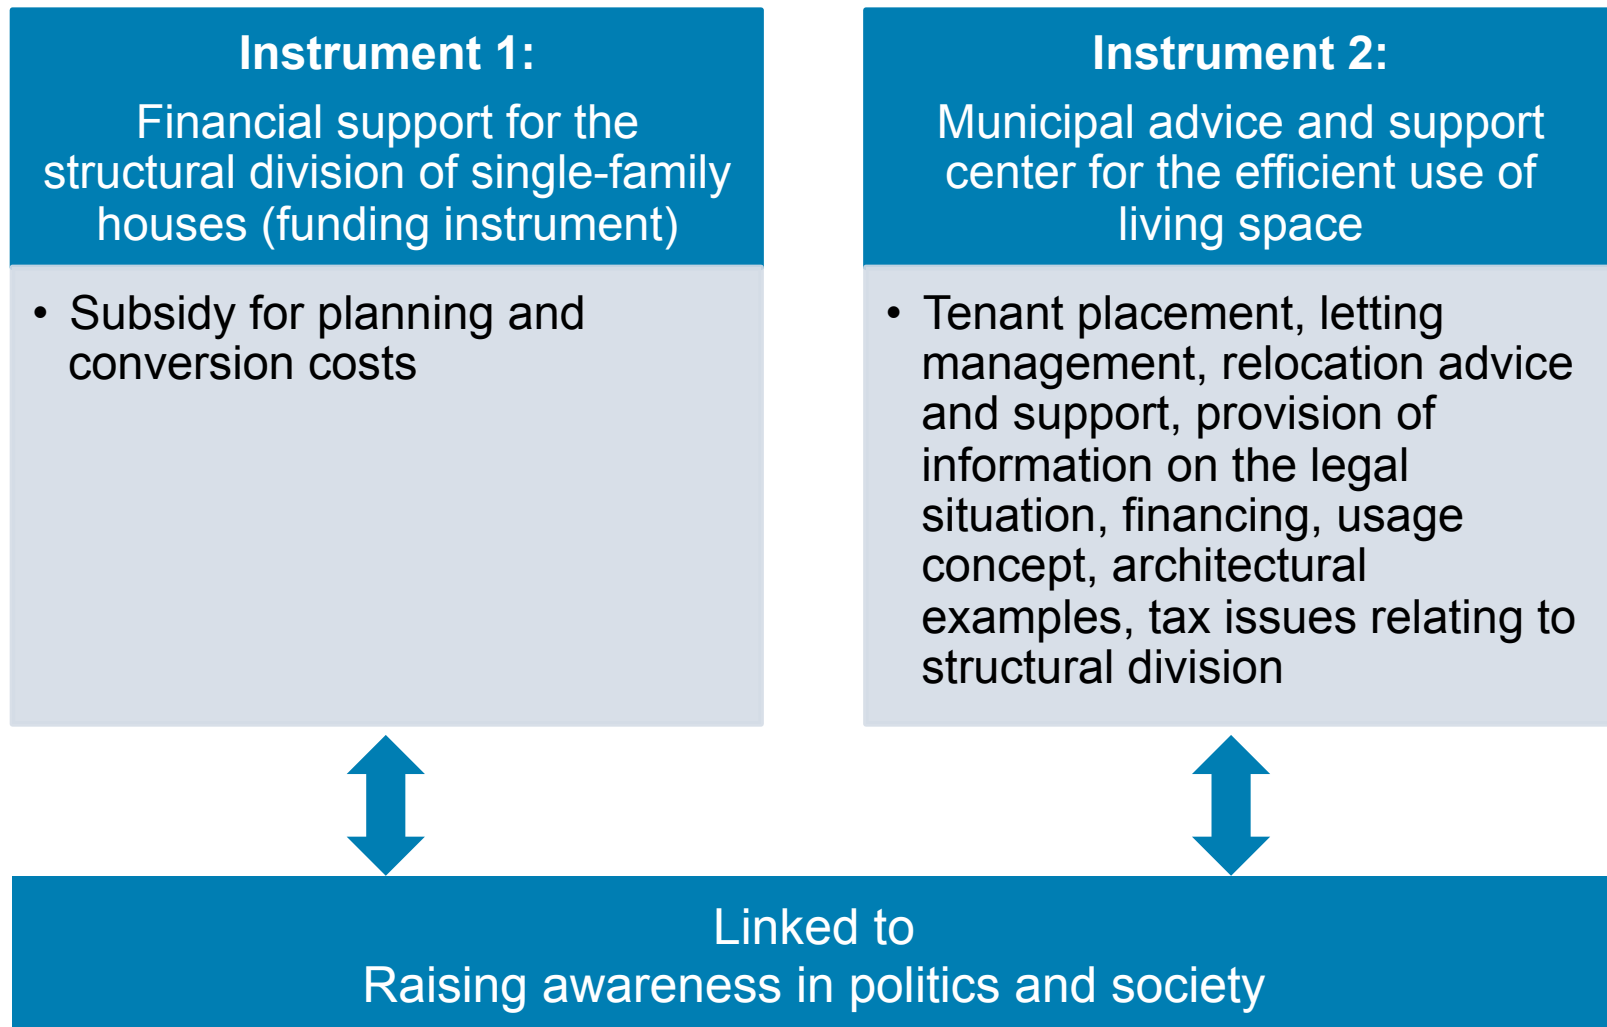 Instrument 1:
Financial support for the
structural division of single-family
houses (funding instrument)
• Subsidy for planning and
conversion costs
Instrument 2:
Municipal advice and support
center for the efficient use of
living space
• Tenant placement, letting
management, relocation advice
and support, provision of
information on the legal
situation, financing, usage
concept, architectural
examples, tax issues relating to
structural division
Linked to
Raising awareness in politics and society